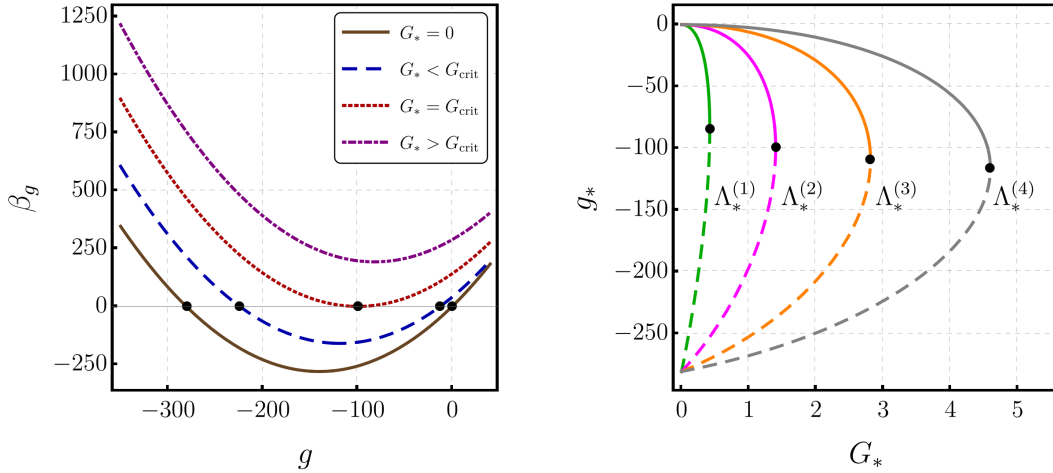 1250
1000
750
500
250
0
−250
β_g
−300
−200
−100
0
g
G_* = 0
G_* < G_crit
G_* = G_crit
G_* > G_crit
0
−50
−100
−150
−200
−250
g_*
Λ_*^(1)
Λ_*^(2)
Λ_*^(3)
Λ_*^(4)
0
1
2
3
4
5
G_*